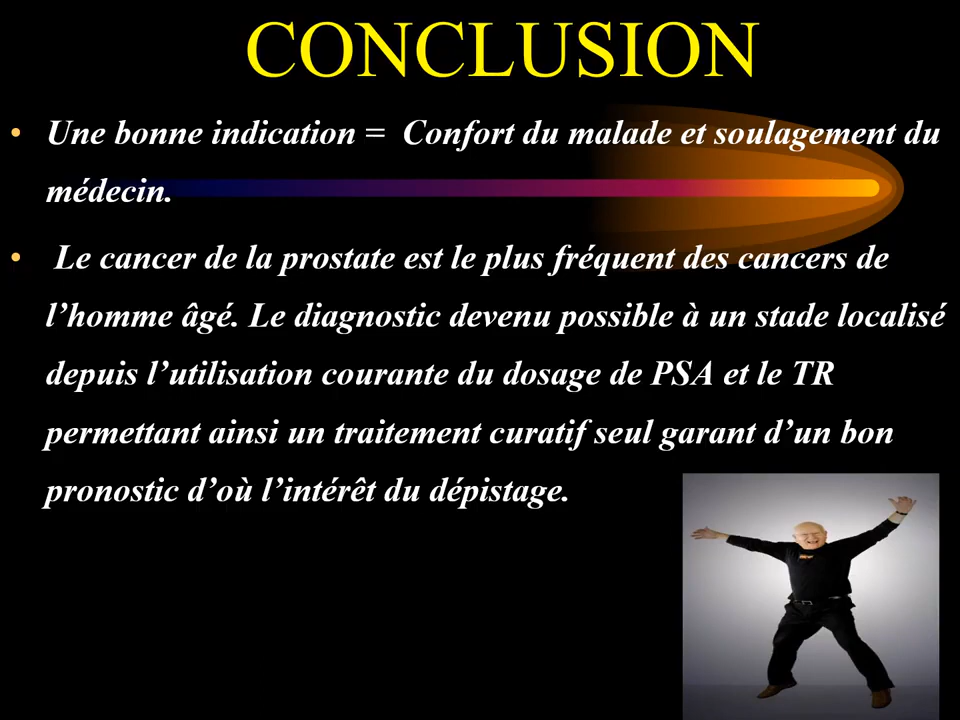 CONCLUSION
• Une bonne indication = Confort du malade et soulagement du
médecin.
• Le cancer de la prostate est le plus fréquent des cancers de
l’homme âgé. Le diagnostic devenu possible à un stade localisé
depuis l’utilisation courante du dosage de PSA et le TR
permettant ainsi un traitement curatif seul garant d’un bon
pronostic d’où l’intérêt du dépistage.